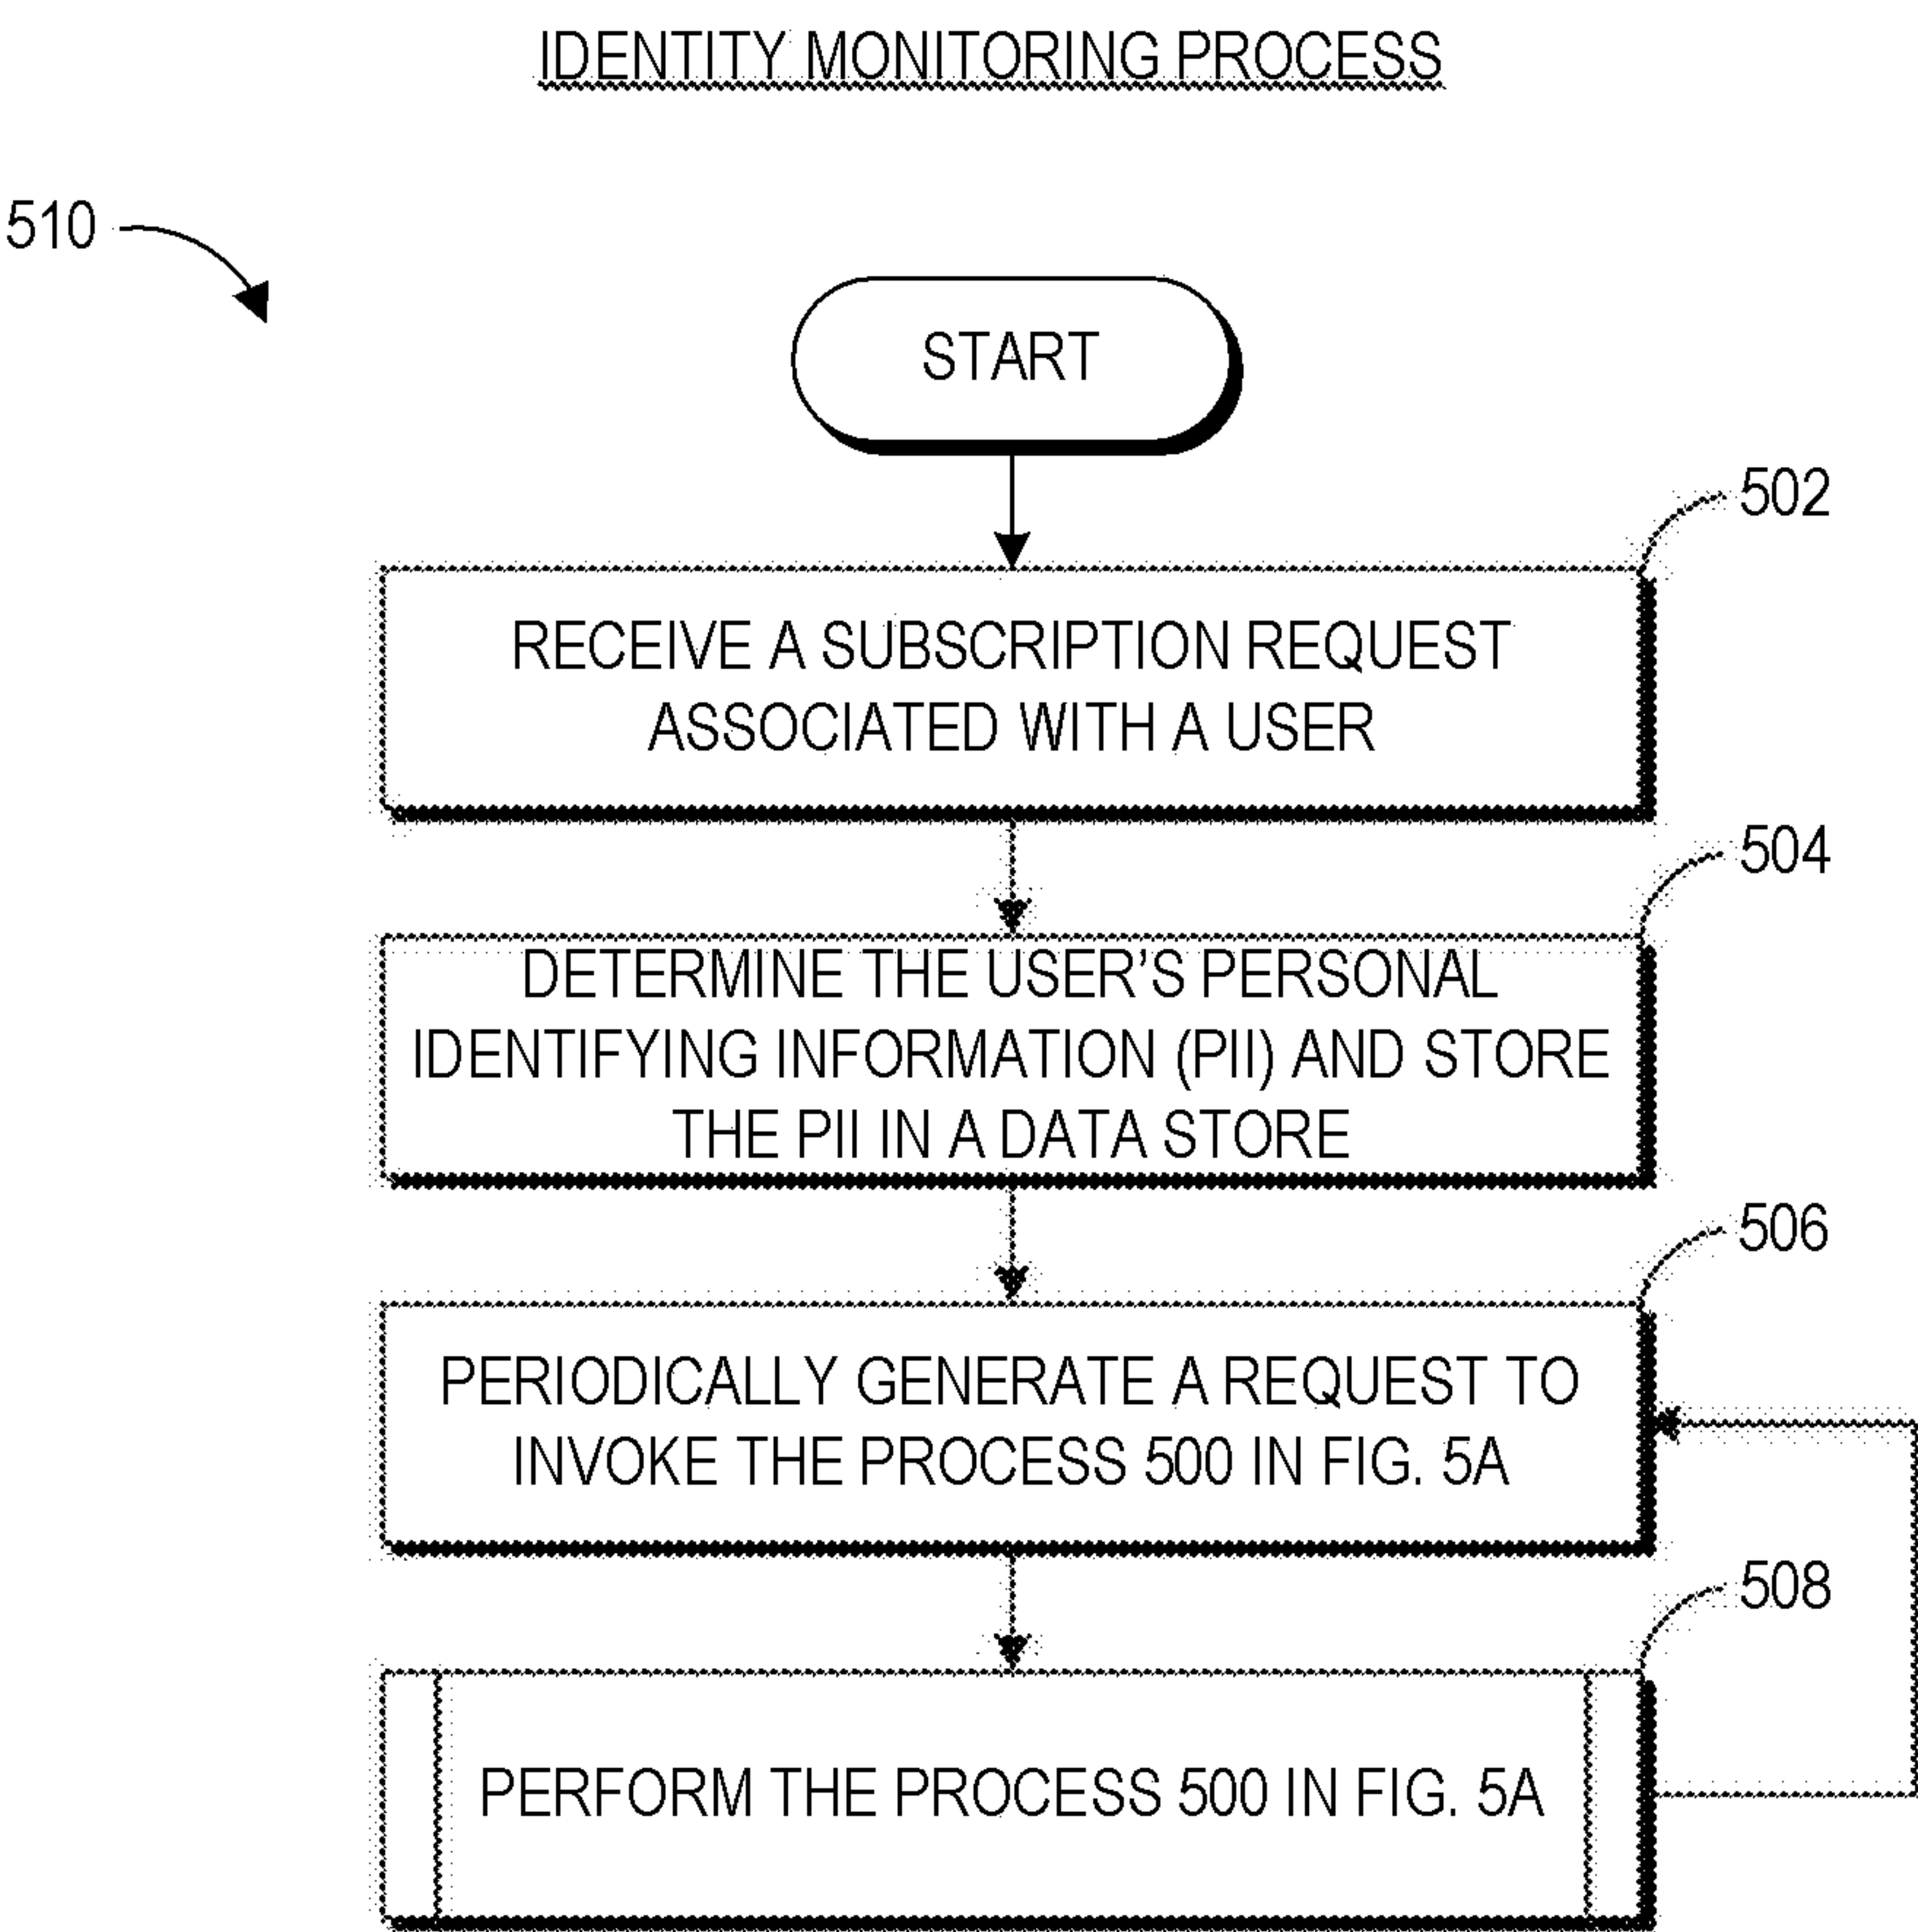 IDENTITY MONITORING PROCESS
510
START
502
RECEIVE A SUBSCRIPTION REQUEST
ASSOCIATED WITH A USER
504
DETERMINE THE USER’S PERSONAL
IDENTIFYING INFORMATION (PII) AND STORE
THE PII IN A DATA STORE
506
PERIODICALLY GENERATE A REQUEST TO
INVOKE THE PROCESS 500 IN FIG. 5A
508
PERFORM THE PROCESS 500 IN FIG. 5A